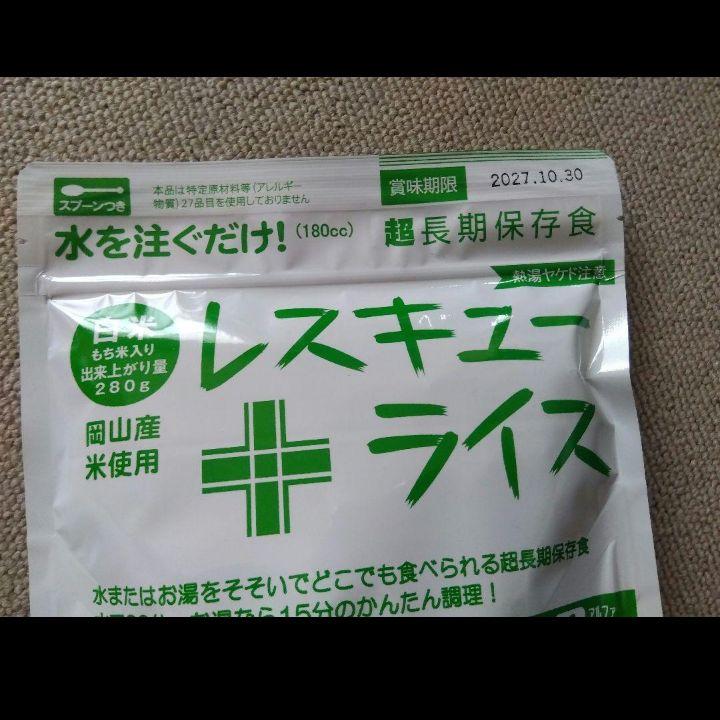 スプーンつき
本品は特定原材料等(アレルギー
物質)27品目を使用しておりません
賞味期限
2027.10.30
水を注ぐだけ!(180cc)
超長期保存食
熱湯ヤケド注意
白米
もち米入り
出来上がり量
280g
レスキュー
ライス
岡山産
米使用
水またはお湯をそそいでどこでも食べられる超長期保存食
お湯なら15分のかんたん調理!
アルファ